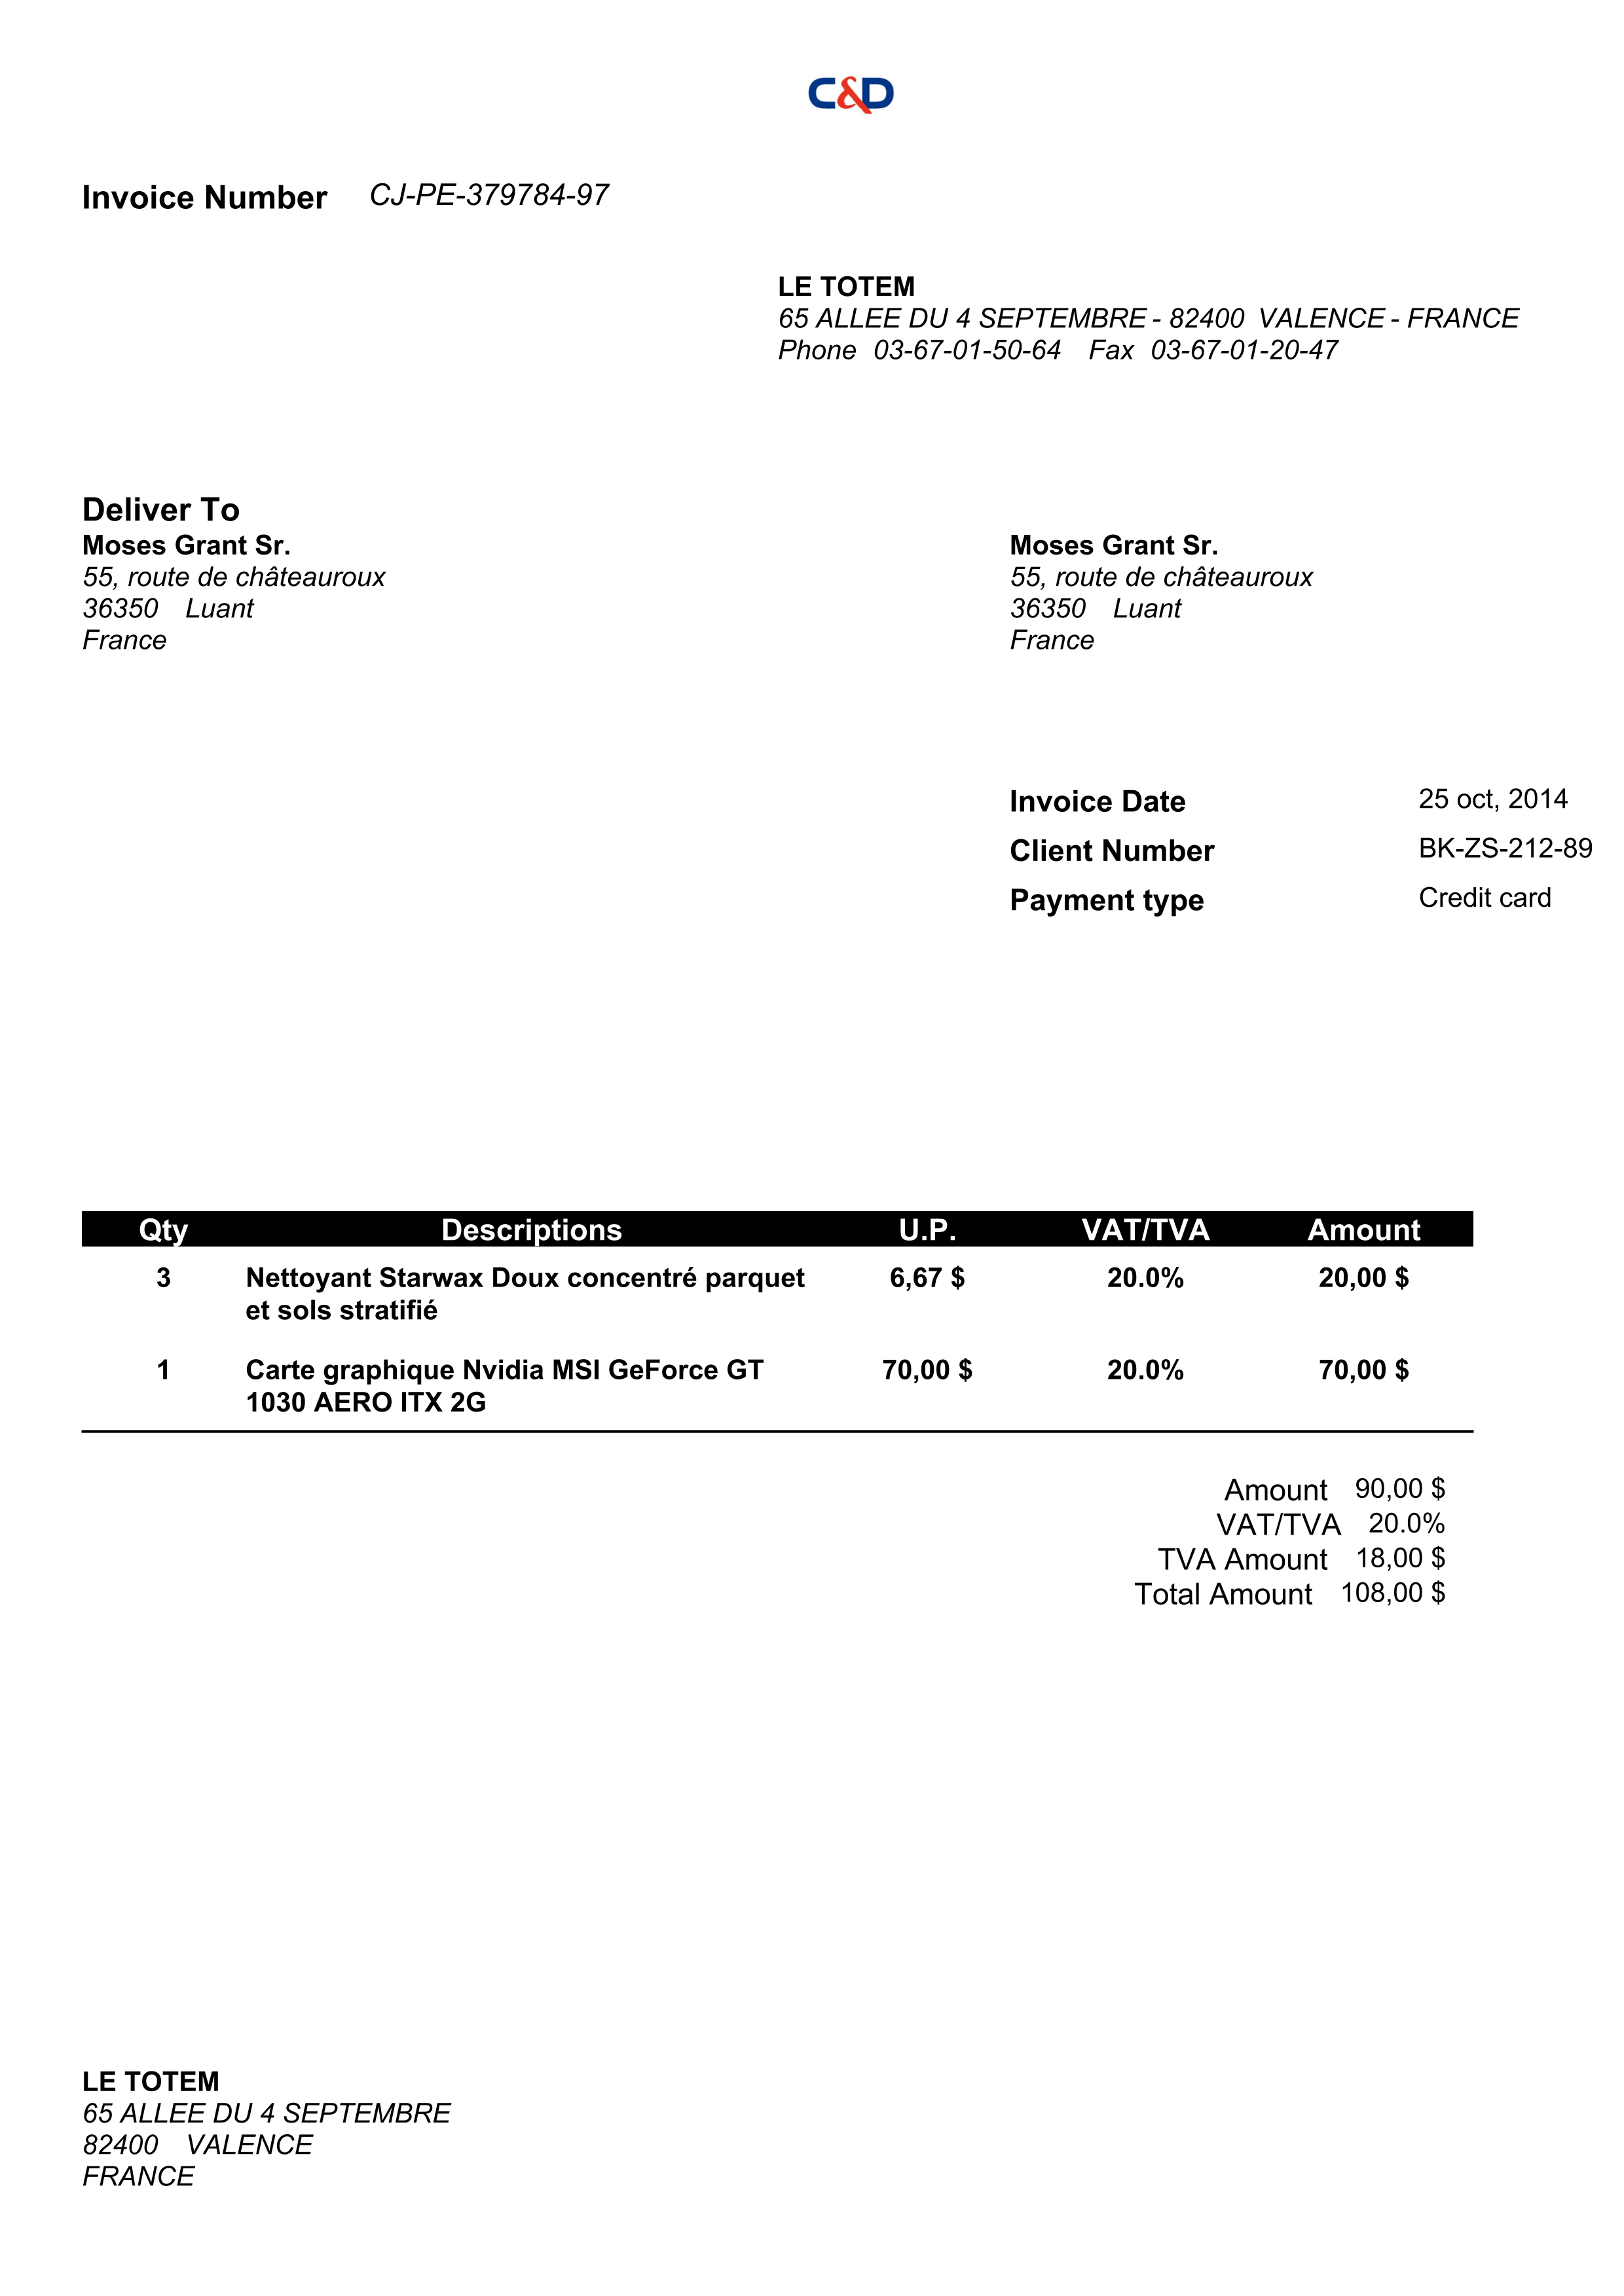 C&D
Invoice Number CJ-PE-379784-97
LE TOTEM
65 ALLEE DU 4 SEPTEMBRE - 82400 VALENCE - FRANCE
Phone 03-67-01-50-64 Fax 03-67-01-20-47
Deliver To
Moses Grant Sr.
55, route de châteauroux
36350 Luant
France
Moses Grant Sr.
55, route de châteauroux
36350 Luant
France
Invoice Date 25 oct, 2014
Client Number BK-ZS-212-89
Payment type Credit card
Qty Descriptions U.P. VAT/TVA Amount
3 Nettoyant Starwax Doux concentré parquet 6,67 $ 20.0% 20,00 $
et sols stratifié
1 Carte graphique Nvidia MSI GeForce GT 70,00 $ 20.0% 70,00 $
1030 AERO ITX 2G
Amount 90,00 $
VAT/TVA 20.0%
TVA Amount 18,00 $
Total Amount 108,00 $
LE TOTEM
65 ALLEE DU 4 SEPTEMBRE
82400 VALENCE
FRANCE